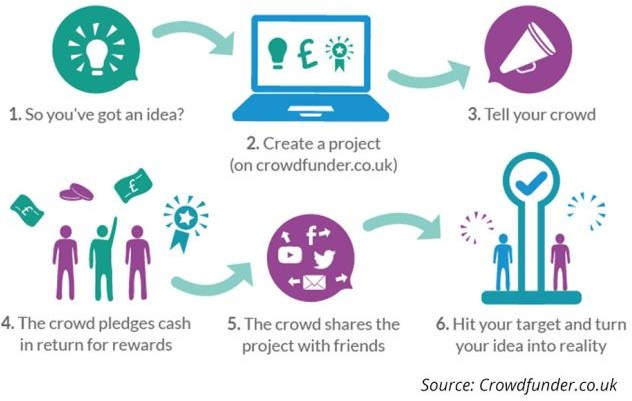 £
1. So you've got an idea?
2. Create a project
(on crowdfunder.co.uk)
3. Tell your crowd
£
£
f
4. The crowd pledges cash
in return for rewards
5. The crowd shares the
project with friends
6. Hit your target and turn
your idea into reality
Source: Crowdfunder.co.uk